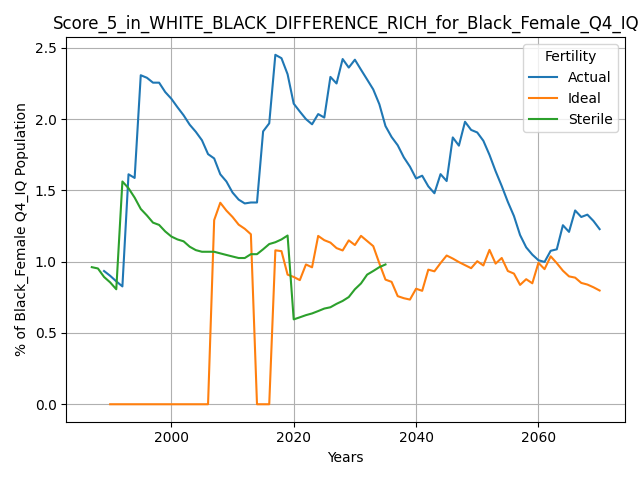 Score_5_in_WHITE_BLACK_DIFFERENCE_RICH_for_Black_Female_Q4_IQ
% of Black_Female Q4_IQ Population
2.5
2.0
1.5
1.0
0.5
0.0
Fertility
Actual
Ideal
Sterile
2000
2020
2040
2060
Years